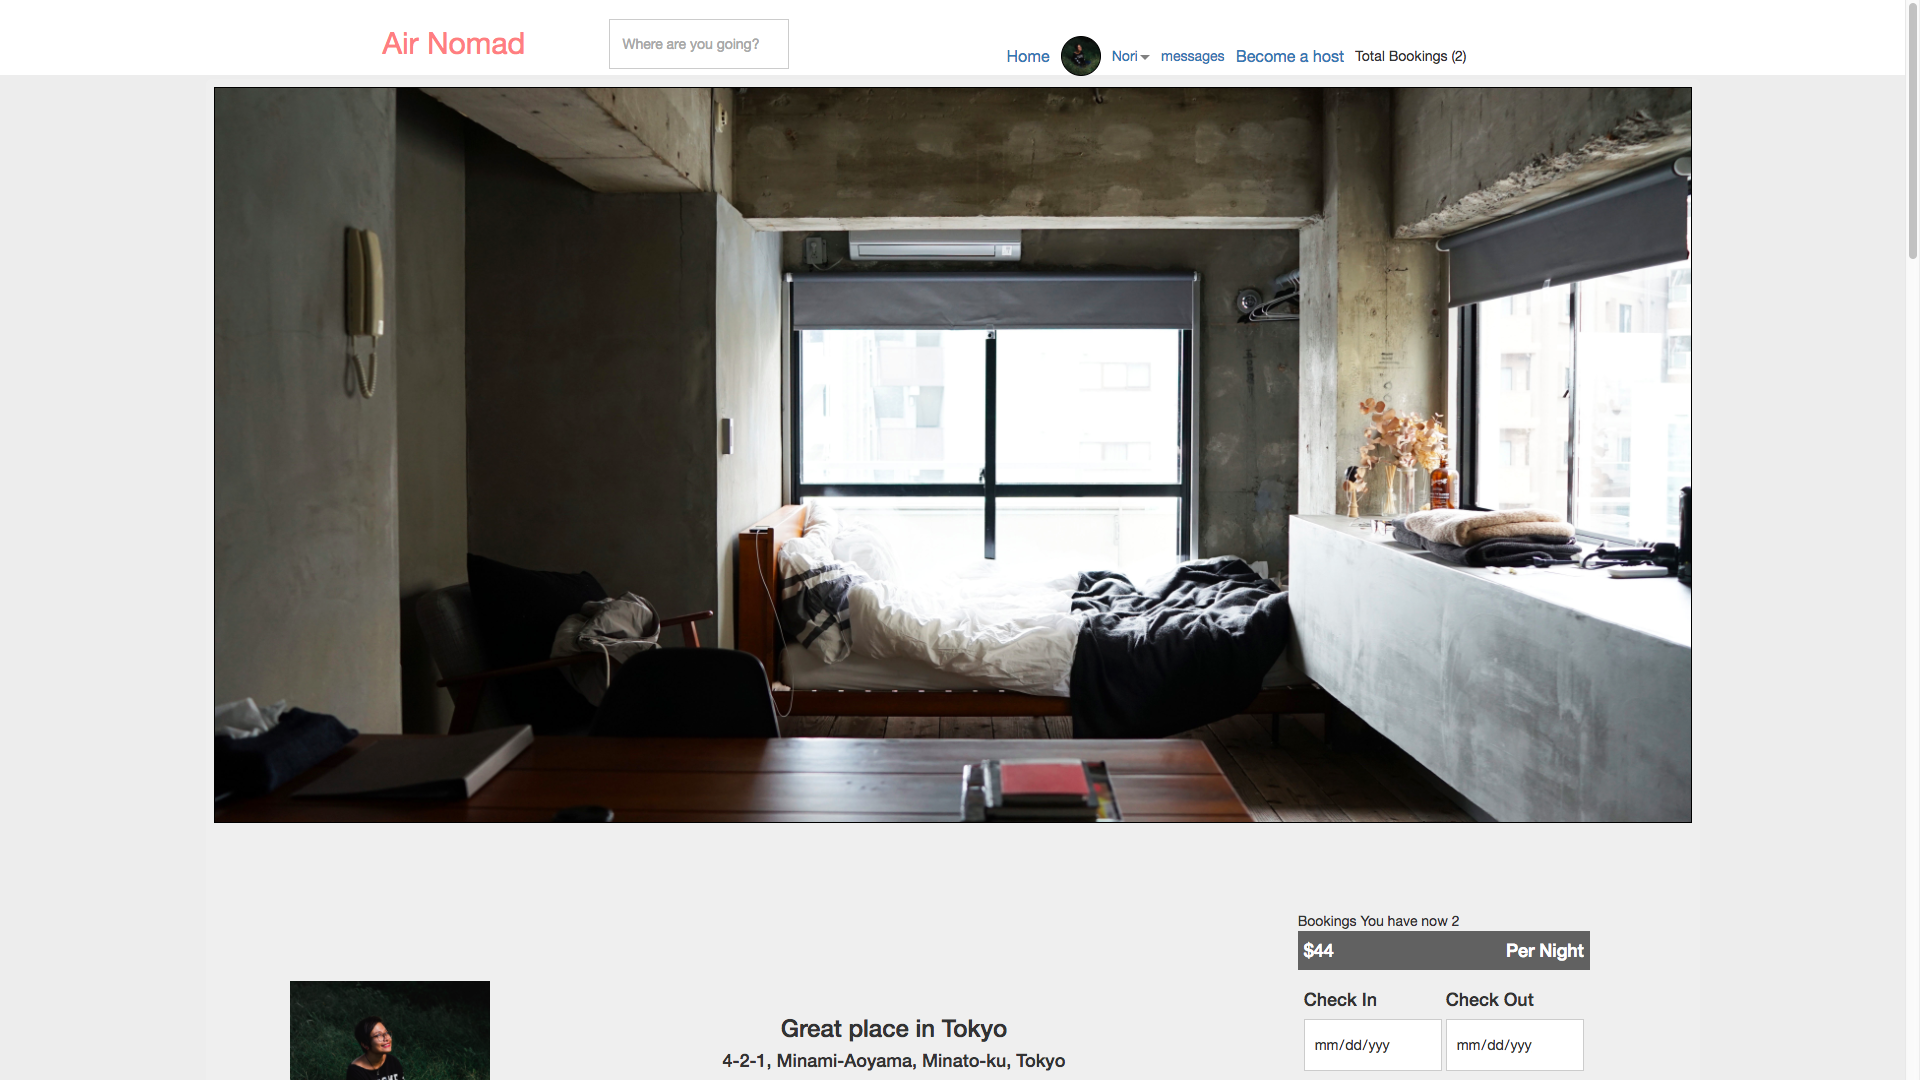 Air Nomad
Where are you going?
Home
Nori
messages
Become a host
Total Bookings (2)
Bookings You have now 2
$44 Per Night
Check In Check Out
mm/dd/yyy mm/dd/yyy
Great place in Tokyo
4-2-1, Minami-Aoyama, Minato-ku, Tokyo